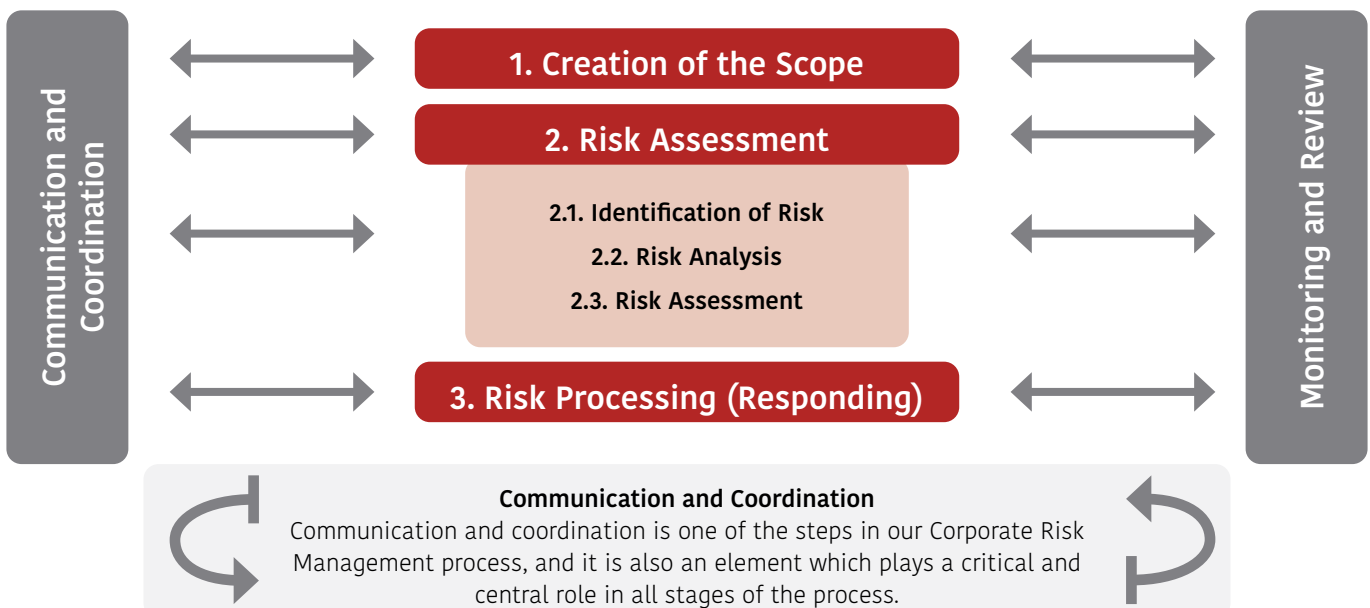 Communication and
Coordination
1. Creation of the Scope
2. Risk Assessment
2.1. Identification of Risk
2.2. Risk Analysis
2.3. Risk Assessment
3. Risk Processing (Responding)
Monitoring and Review
Communication and Coordination
Communication and coordination is one of the steps in our Corporate Risk
Management process, and it is also an element which plays a critical and
central role in all stages of the process.